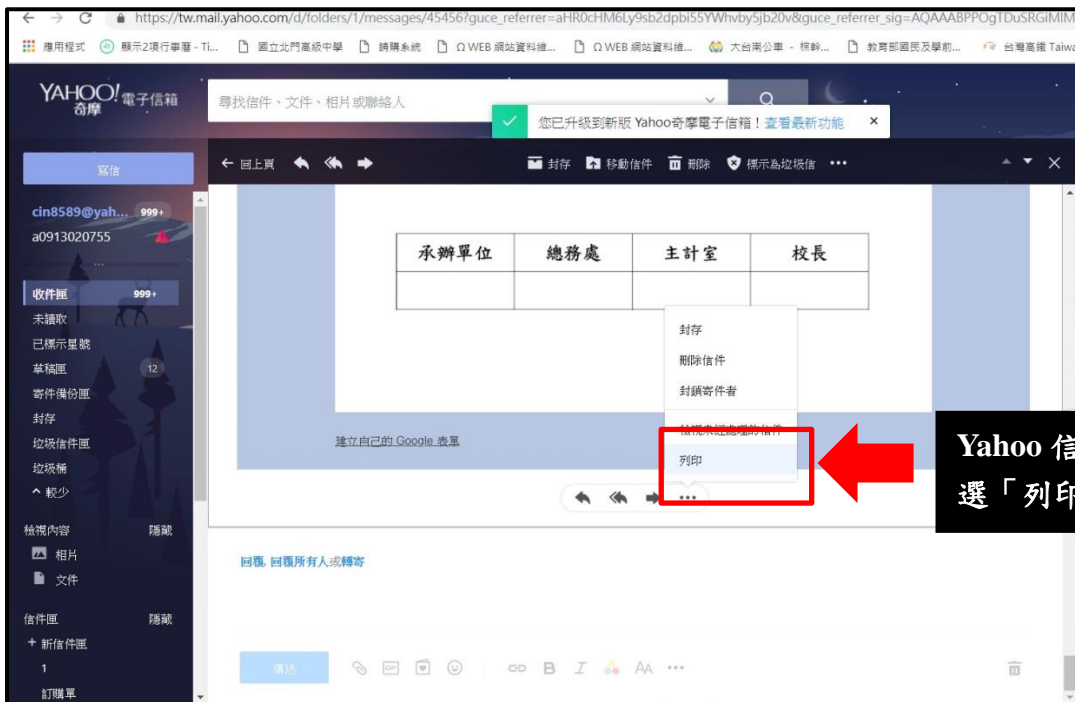 https://tw.mail.yahoo.com/d/folders/1/messages/45456?guce_referrer=aHR0cHM6Ly9sb2dpbi55YWhvby5jb20v&guce_referrer_sig=AQAAABPPOgTDuSRGiMIM
應用程式 顯示2項行事曆 - Ti... 國立北門高級中學 請購系統 Ω WEB 網站資料維... Ω WEB 網站資料維... 大台南公車 - 棕幹... 教育部國民及學前... 台灣高鐵 Taiwa
YAHOO! 奇摩 電子信箱
尋找信件、文件、相片或聯絡人
您已升級到新版 Yahoo奇摩電子信箱！查看最新功能 ×
寫信
回上頁 封存 移動信件 刪除 標示為垃圾信 •••
cin8589@yah... 999+
a0913020755
...
收件匣 999+
未讀取
已標示星號
草稿匣 12
寄件備份匣
封存
垃圾信件匣
垃圾桶
較少
檢視內容 隱藏
相片
文件
信件匣 隱藏
+ 新信件匣
1
訂購單
承辦單位 總務處 主計室 校長
封存
刪除信件
封鎖寄件者
檢視未經處理的信件
列印
建立自己的 Google 表單
•••
Yahoo 信
選「列印
回覆, 回覆所有人或轉寄
傳送 GIF B I AA •••